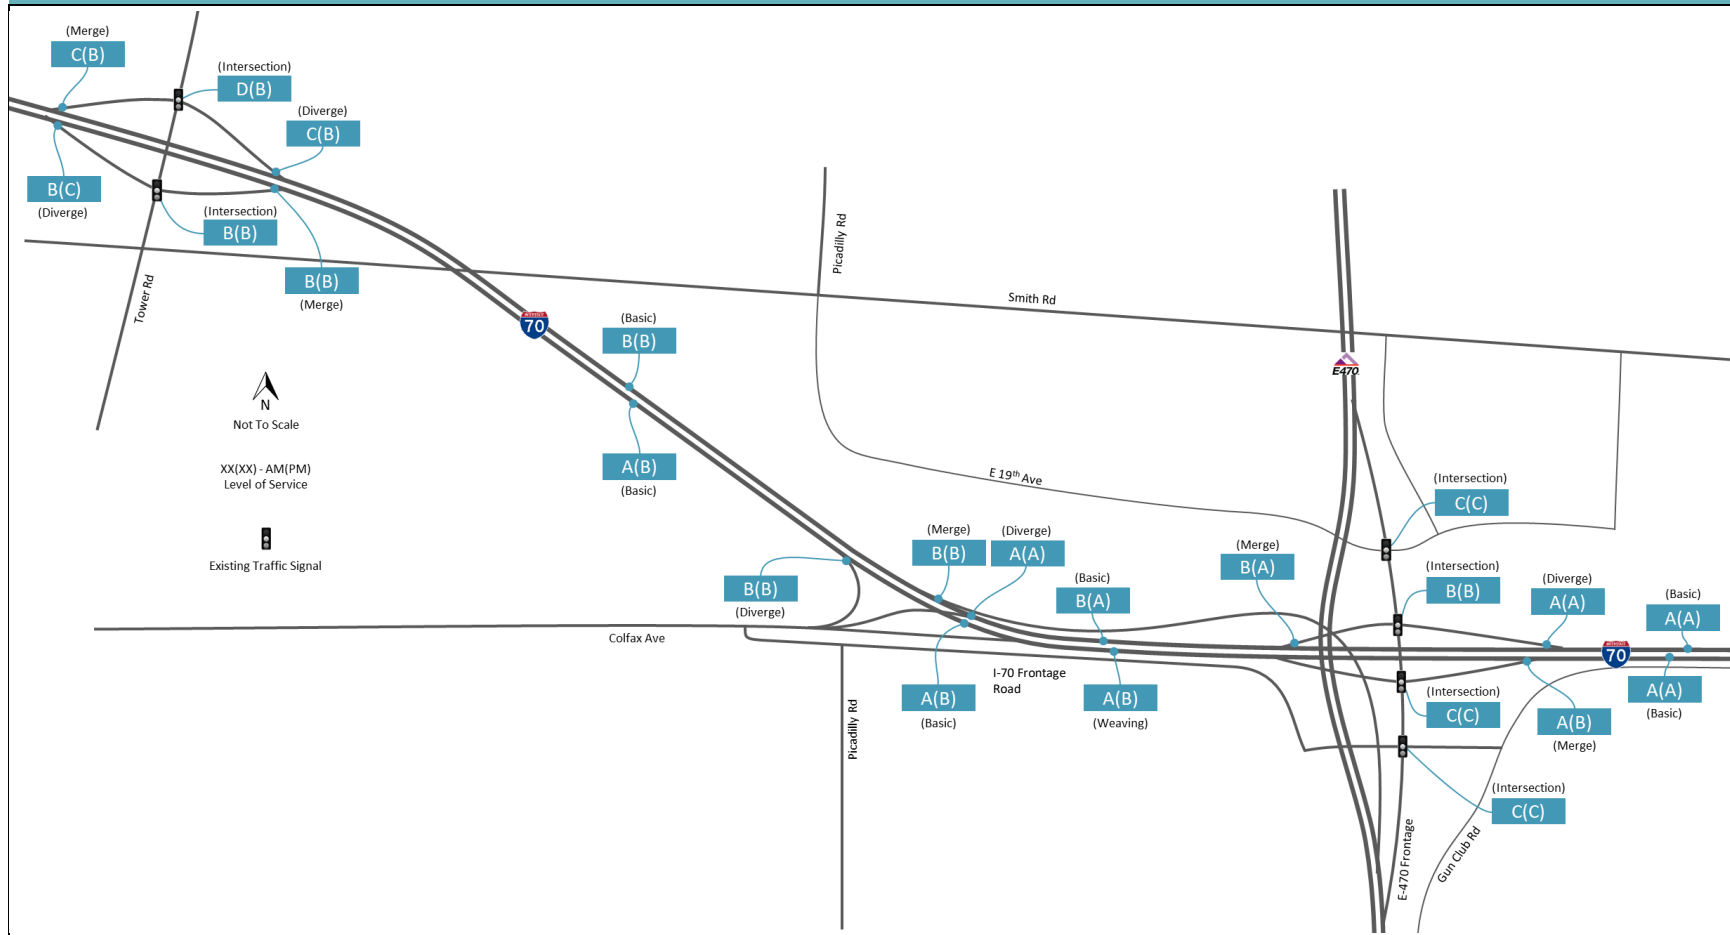 (Merge)
C(B)
(Intersection)
D(B)
(Diverge)
C(B)
B(C)
(Diverge)
(Intersection)
B(B)
B(B)
(Merge)
Tower Rd
Picadilly Rd
Smith Rd
70
(Basic)
B(B)
A(B)
(Basic)
N
Not To Scale
XX(XX) - AM(PM)
Level of Service
Existing Traffic Signal
E470
E 19th Ave
(Intersection)
C(C)
(Merge)
B(B)
(Diverge)
A(A)
(Merge)
B(A)
(Basic)
B(A)
B(B)
(Diverge)
(Intersection)
B(B)
(Diverge)
A(A)
(Basic)
A(A)
Colfax Ave
70
I-70 Frontage
Road
A(B)
(Basic)
A(B)
(Weaving)
(Intersection)
C(C)
A(A)
(Basic)
A(B)
(Merge)
Picadilly Rd
(Intersection)
C(C)
E-470 Frontage
Gun Club Rd